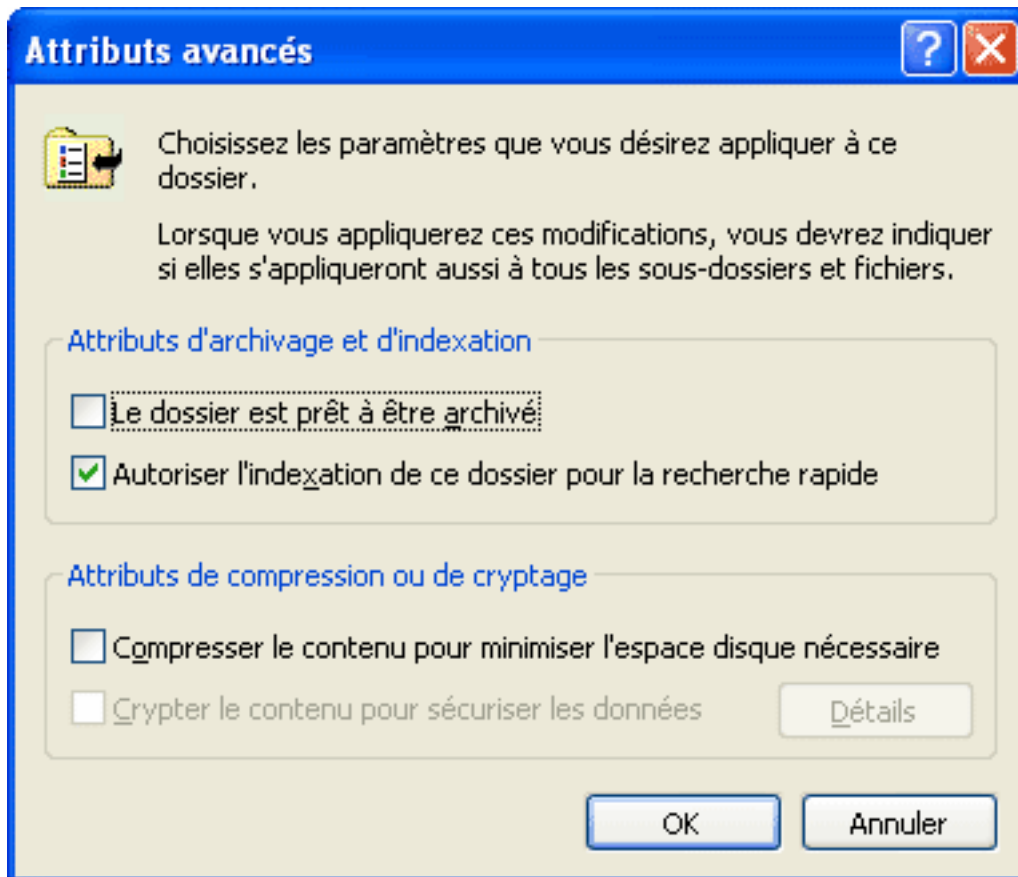 Attributs avancés
?
Choisissez les paramètres que vous désirez appliquer à ce
dossier.
Lorsque vous appliquerez ces modifications, vous devrez indiquer
si elles s'appliqueront aussi à tous les sous-dossiers et fichiers.
Attributs d'archivage et d'indexation
Le dossier est prêt à être archivé
Autoriser l'indexation de ce dossier pour la recherche rapide
Attributs de compression ou de cryptage
Compresser le contenu pour minimiser l'espace disque nécessaire
Crypter le contenu pour sécuriser les données
Détails
OK
Annuler